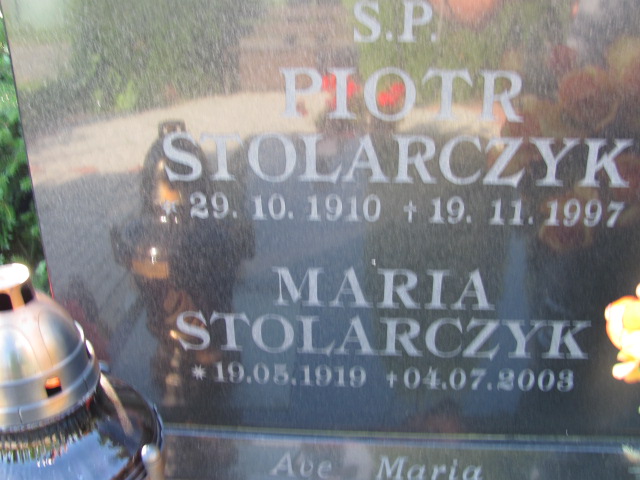 S.P.
PIOTR
STOLARCZYK
* 29. 10. 1910 † 19. 11. 1997
MARIA
STOLARCZYK
* 19.05.1919 † 04.07.2003
Ave Maria